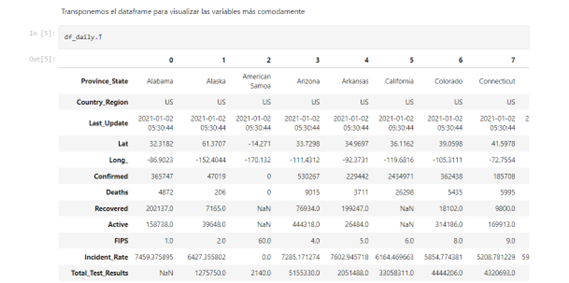 Transponemos el dataframe para visualizar las variables más comodamente
In [5]: df_daily.T
Out[5]: 0 1 2 3 4 5 6 7
Province_State Alabama Alaska American Samoa Arizona Arkansas California Colorado Connecticut
Country_Region US US US US US US US US
Last_Update 2021-01-02 05:30:44 2021-01-02 05:30:44 2021-01-02 05:30:44 2021-01-02 05:30:44 2021-01-02 05:30:44 2021-01-02 05:30:44 2021-01-02 05:30:44 2021-01-02 05:30:44 2
Lat 32.3182 61.3707 -14.271 33.7298 34.9697 36.1162 39.0598 41.5978
Long_ -86.9023 -152.4044 -170.132 -111.4312 -92.3731 -119.6816 -105.3111 -72.7554
Confirmed 365747 47019 0 530267 229442 2434971 362438 185708
Deaths 4872 206 0 9015 3711 26298 5435 5995
Recovered 202137.0 7165.0 NaN 76934.0 199247.0 NaN 18102.0 9800.0
Active 158738.0 39648.0 NaN 444318.0 26484.0 NaN 314186.0 169913.0
FIPS 1.0 2.0 60.0 4.0 5.0 6.0 8.0 9.0
Incident_Rate 7459.375895 6427.355802 0.0 7285.171274 7602.945718 6164.469663 5854.774381 5208.781229 59
Total_Test_Results NaN 1275750.0 2140.0 5155330.0 2051488.0 33058311.0 4444206.0 4320693.0